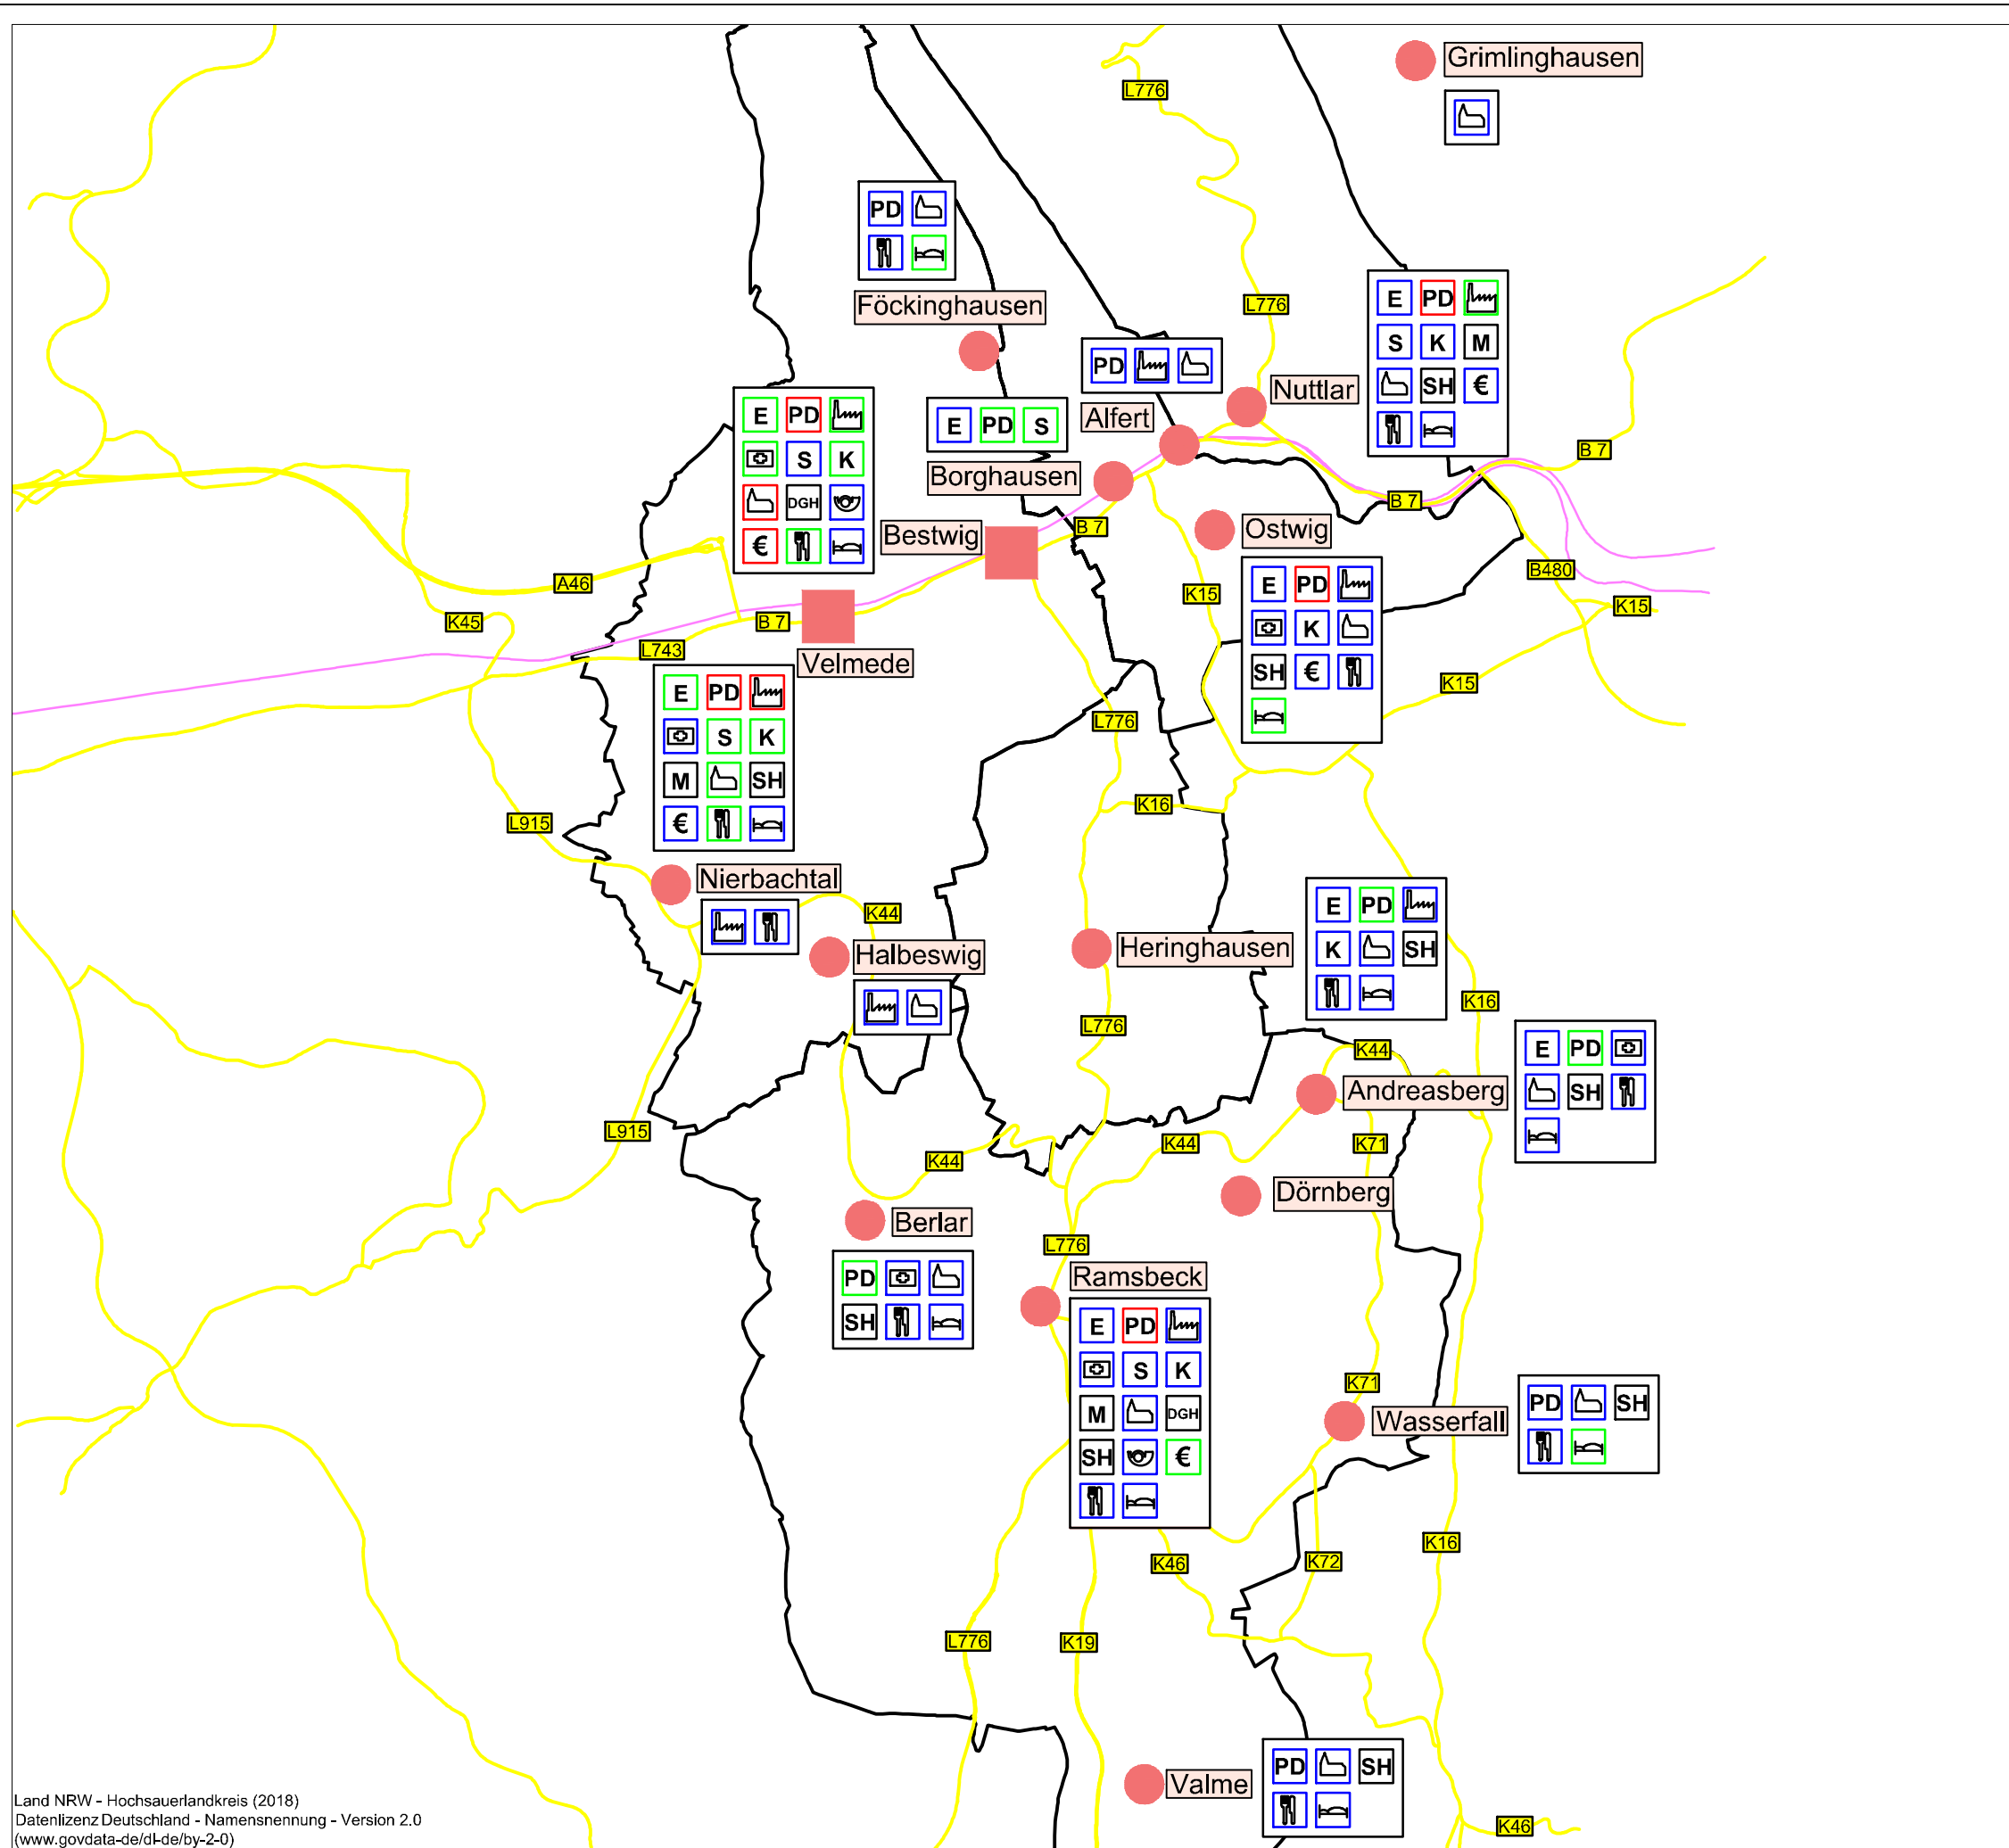 Grimlinghausen
L776
PD
Föckinghausen
L776
E PD
S K M
SH €
PD
Nuttlar
Alfert
E PD
S K
DGH
€
E PD S
Borghausen
B 7
B 7
Bestwig
B 7
Ostwig
A46
B480
E PD
K
SH €
K15
K15
K45
B 7
L743
Velmede
E PD
S K
M SH
€
K15
L776
K16
L915
Nierbachtal
K44
E PD
K SH
Halbeswig
Heringhausen
K16
L776
E PD
SH
K44
Andreasberg
L915
K44
K44
K71
Dörnberg
Berlar
L776
PD
SH
Ramsbeck
E PD
S K
M DGH
SH €
K71
Wasserfall
PD SH
K16
K46
K72
L776
K19
Valme
PD SH
K46
Land NRW - Hochsauerlandkreis (2018)
Datenlizenz Deutschland - Namensnennung - Version 2.0
(www.govdata-de/dl-de/by-2-0)